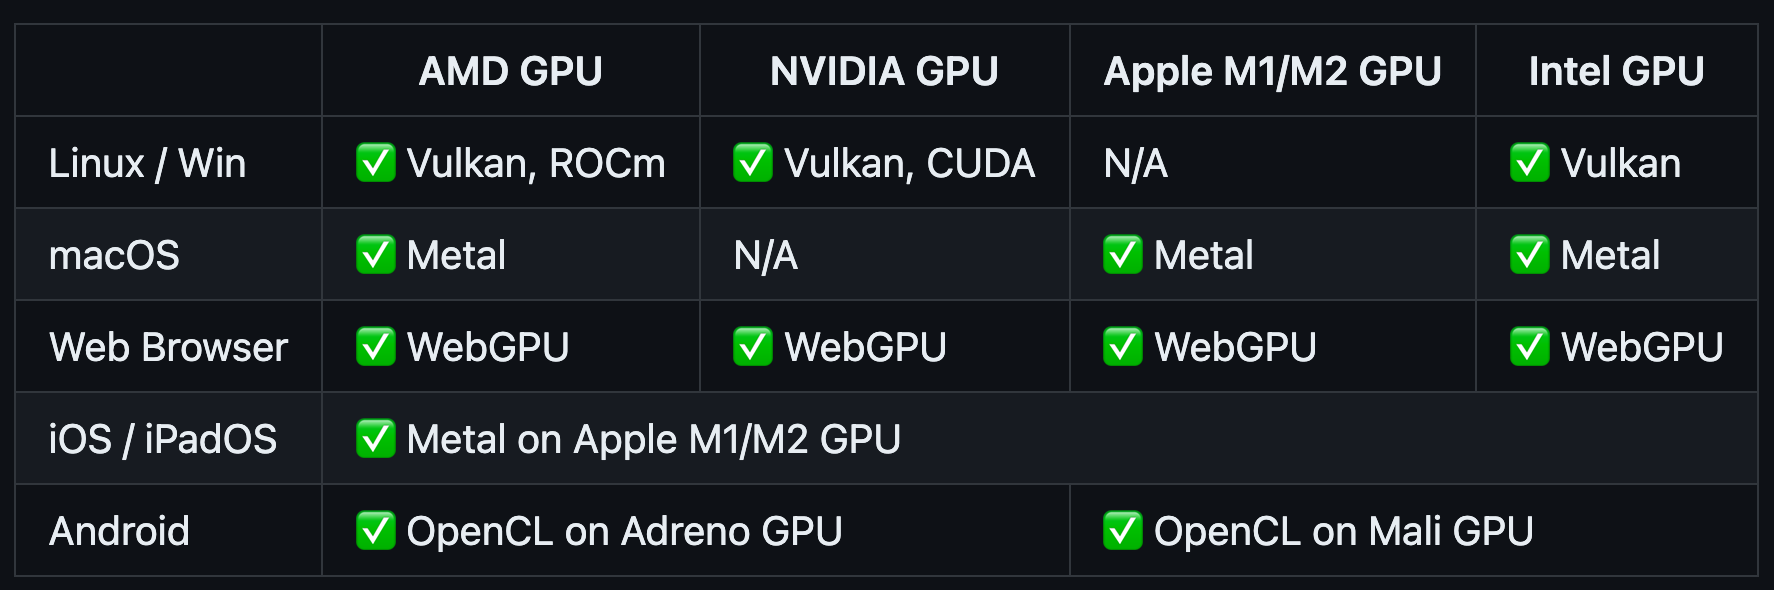 AMD GPU NVIDIA GPU Apple M1/M2 GPU Intel GPU
Linux / Win ✅ Vulkan, ROCm ✅ Vulkan, CUDA N/A ✅ Vulkan
macOS ✅ Metal N/A ✅ Metal ✅ Metal
Web Browser ✅ WebGPU ✅ WebGPU ✅ WebGPU ✅ WebGPU
iOS / iPadOS ✅ Metal on Apple M1/M2 GPU
Android ✅ OpenCL on Adreno GPU ✅ OpenCL on Mali GPU